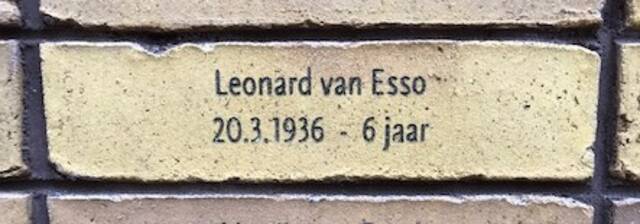 Leonard van Esso
20.3.1936 - 6 jaar